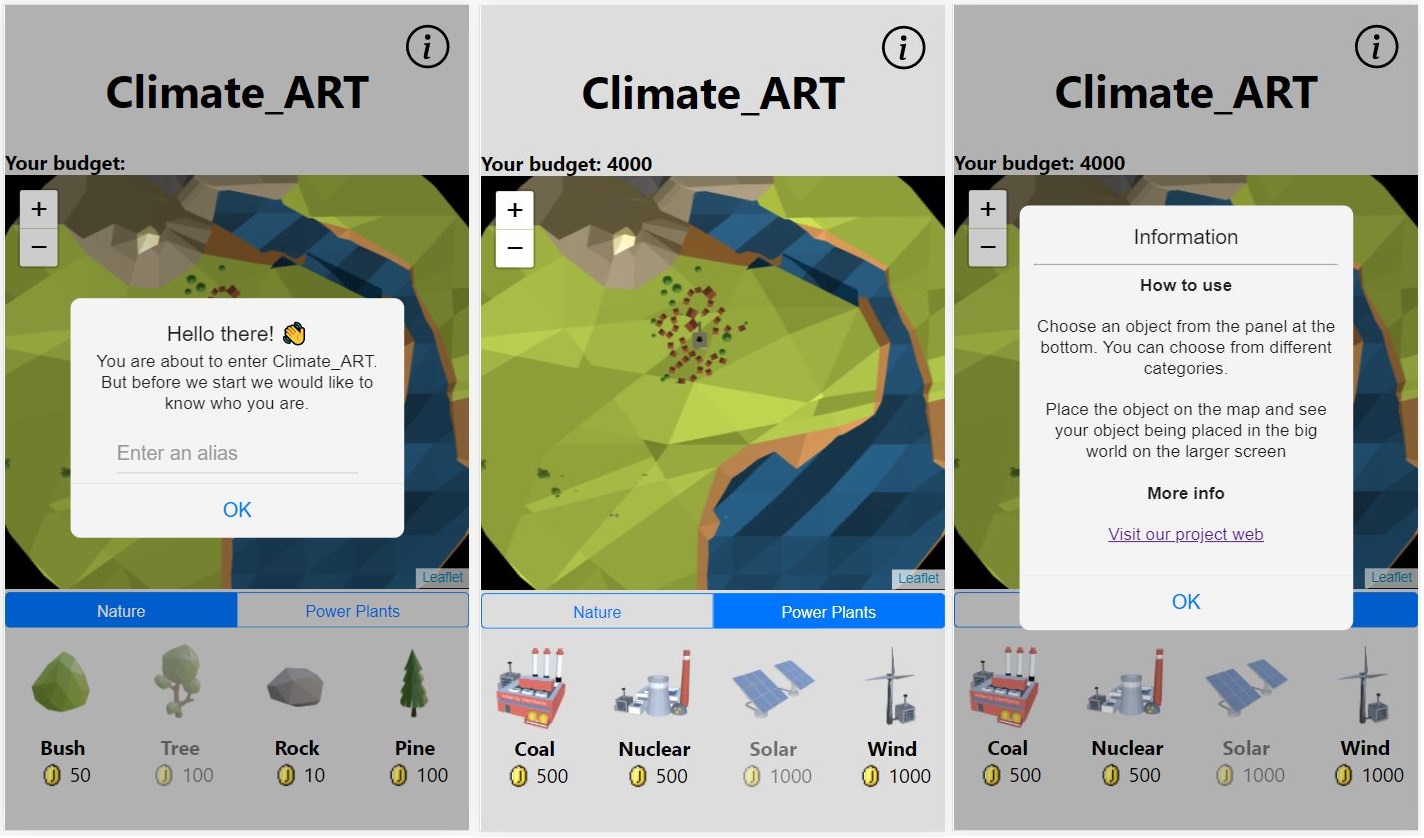 i
Climate_ART
Your budget:
+
−
Hello there! 👋
You are about to enter Climate_ART.
But before we start we would like to
know who you are.
Enter an alias
OK
Leaflet
Nature Power Plants
Bush Tree Rock Pine
50 100 10 100
i
Climate_ART
Your budget: 4000
+
−
Leaflet
Nature Power Plants
Coal Nuclear Solar Wind
500 500 1000 1000
i
Climate_ART
Your budget: 4000
+
−
Information
How to use
Choose an object from the panel at the
bottom. You can choose from different
categories.
Place the object on the map and see
your object being placed in the big
world on the larger screen
More info
Visit our project web
OK
Leaflet
Coal Nuclear Solar Wind
500 500 1000 1000